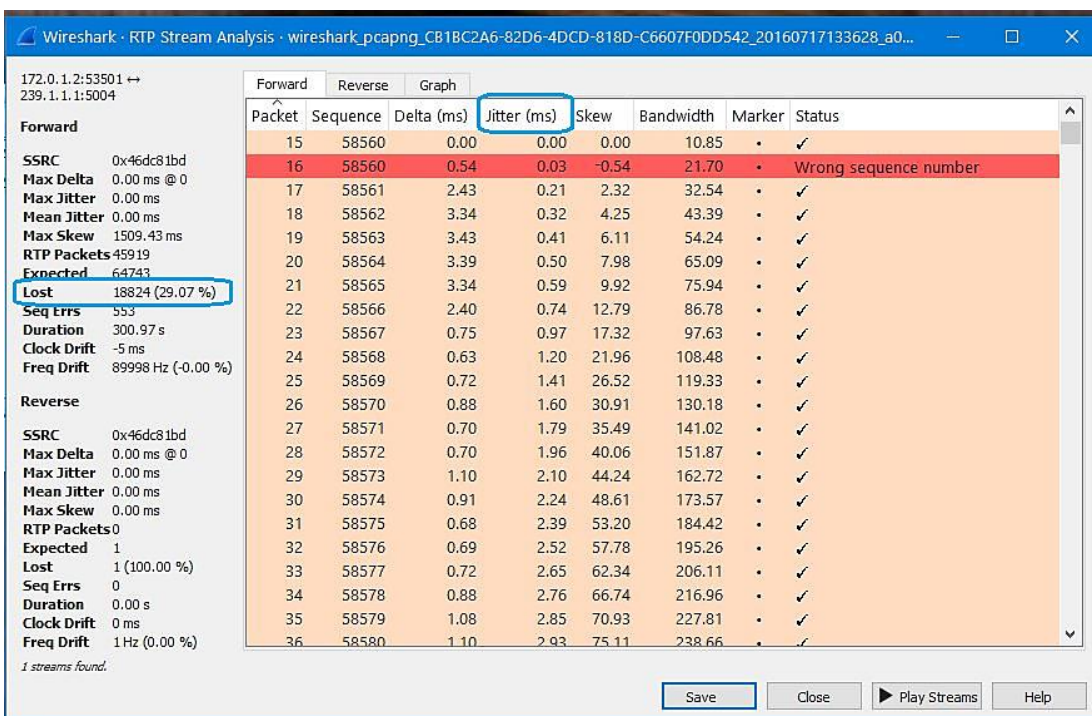 Wireshark · RTP Stream Analysis · wireshark_pcapng_CB1BC2A6-82D6-4DCD-818D-C6607F0DD542_20160717133628_a0...
172.0.1.2:53501 ↔
239.1.1.1:5004
Forward
SSRC 0x46dc81bd
Max Delta 0.00 ms @ 0
Max Jitter 0.00 ms
Mean Jitter 0.00 ms
Max Skew 1509.43 ms
RTP Packets 45919
Expected 64743
Lost 18824 (29.07 %)
Seq Errs 553
Duration 300.97 s
Clock Drift -5 ms
Freq Drift 89998 Hz (-0.00 %)
Reverse
SSRC 0x46dc81bd
Max Delta 0.00 ms @ 0
Max Jitter 0.00 ms
Mean Jitter 0.00 ms
Max Skew 0.00 ms
RTP Packets 0
Expected 1
Lost 1 (100.00 %)
Seq Errs 0
Duration 0.00 s
Clock Drift 0 ms
Freq Drift 1 Hz (0.00 %)
1 streams found.
Forward Reverse Graph
Packet Sequence Delta (ms) Jitter (ms) Skew Bandwidth Marker Status
15 58560 0.00 0.00 0.00 10.85 • ✓
16 58560 0.54 0.03 -0.54 21.70 • Wrong sequence number
17 58561 2.43 0.21 2.32 32.54 • ✓
18 58562 3.34 0.32 4.25 43.39 • ✓
19 58563 3.43 0.41 6.11 54.24 • ✓
20 58564 3.39 0.50 7.98 65.09 • ✓
21 58565 3.34 0.59 9.92 75.94 • ✓
22 58566 2.40 0.74 12.79 86.78 • ✓
23 58567 0.75 0.97 17.32 97.63 • ✓
24 58568 0.63 1.20 21.96 108.48 • ✓
25 58569 0.72 1.41 26.52 119.33 • ✓
26 58570 0.88 1.60 30.91 130.18 • ✓
27 58571 0.70 1.79 35.49 141.02 • ✓
28 58572 0.70 1.96 40.06 151.87 • ✓
29 58573 1.10 2.10 44.24 162.72 • ✓
30 58574 0.91 2.24 48.61 173.57 • ✓
31 58575 0.68 2.39 53.20 184.42 • ✓
32 58576 0.69 2.52 57.78 195.26 • ✓
33 58577 0.72 2.65 62.34 206.11 • ✓
34 58578 0.88 2.76 66.74 216.96 • ✓
35 58579 1.08 2.85 70.93 227.81 • ✓
36 58580 1.10 2.93 75.11 238.66 • ✓
Save Close Play Streams Help